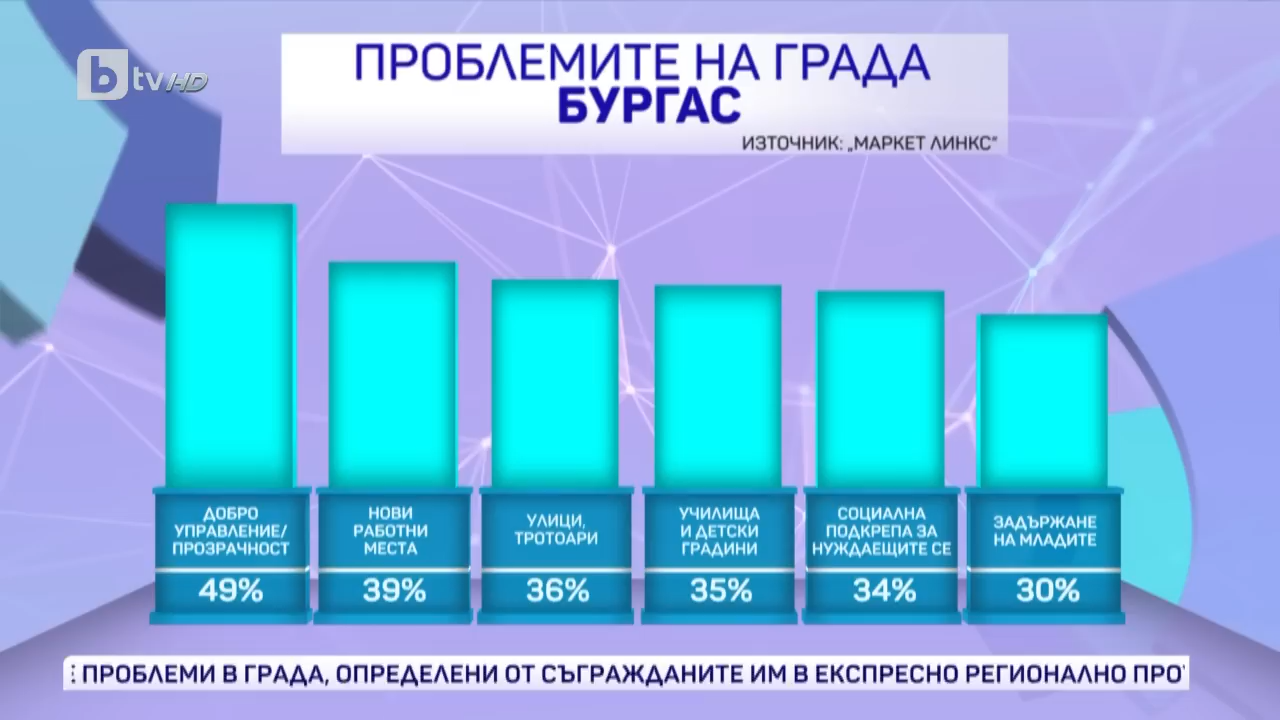 btv HD
ПРОБЛЕМИТЕ НА ГРАДА
БУРГАС
ИЗТОЧНИК: „МАРКЕТ ЛИНКС“
ДОБРО
УПРАВЛЕНИЕ/
ПРОЗРАЧНОСТ
49%
НОВИ
РАБОТНИ
МЕСТА
39%
УЛИЦИ,
ТРОТОАРИ
36%
УЧИЛИЩА
И ДЕТСКИ
ГРАДИНИ
35%
СОЦИАЛНА
ПОДКРЕПА ЗА
НУЖДАЕЩИТЕ СЕ
34%
ЗАДЪРЖАНЕ
НА МЛАДИТЕ
30%
ПРОБЛЕМИ В ГРАДА, ОПРЕДЕЛЕНИ ОТ СЪГРАЖДАНИТЕ ИМ В ЕКСПРЕСНО РЕГИОНАЛНО